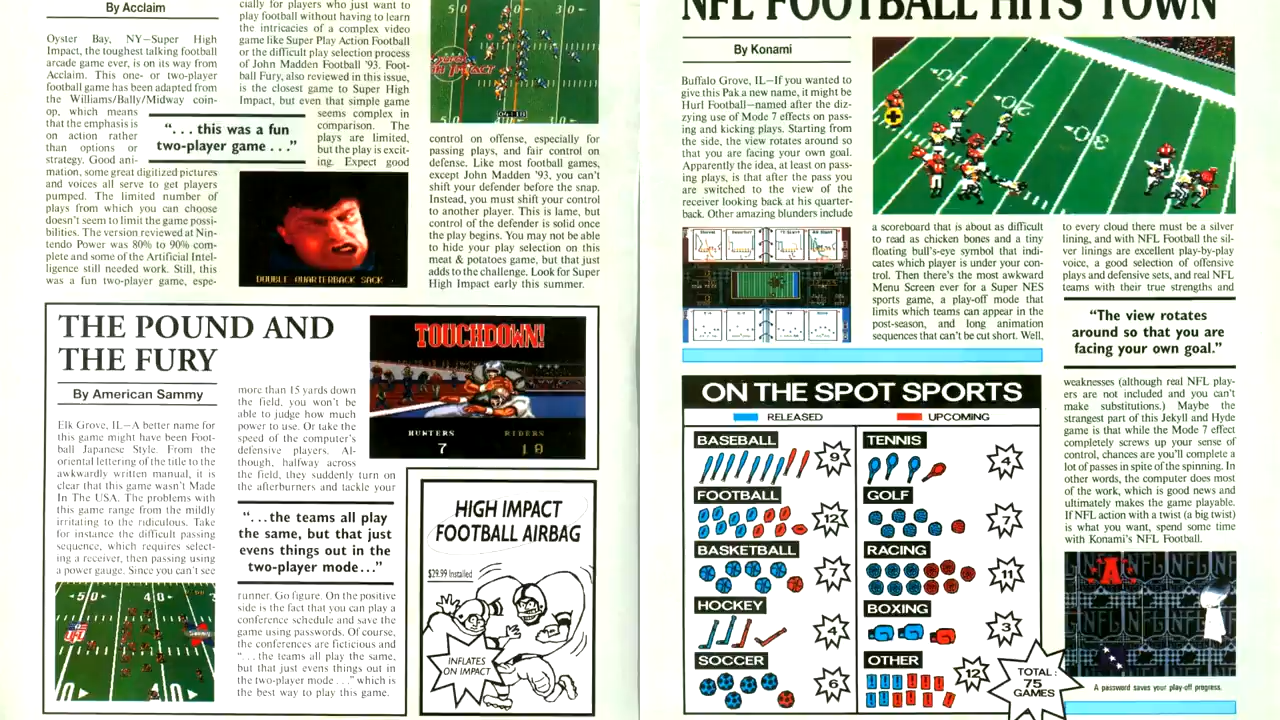 By Acclaim
Oyster Bay, NY—Super High
Impact, the toughest talking football
arcade game ever, is on its way from
Acclaim. This one- or two-player
football game has been adapted from
the Williams/Bally/Midway coin-
op, which means
that the emphasis is
on action rather
than options or
strategy. Good ani-
mation, some great digitized pictures
and voices all serve to get players
pumped. The limited number of
plays from which you can choose
doesn't seem to limit the game possi-
bilities. The version reviewed at Nin-
tendo Power was 80% to 90% com-
plete and some of the Artificial Intel-
ligence still needed work. Still, this
was a fun two-player game, espe-
cially for players who just want to
play football without having to learn
the intricacies of a complex video
game like Super Play Action Football
or the difficult play selection process
of John Madden Football '93. Foot-
ball Fury, also reviewed in this issue,
is the closest game to Super High
Impact, but even that simple game
seems complex in
comparison. The
plays are limited,
but the play is excit-
ing. Expect good
"... this was a fun
two-player game ..."
DOUBLE QUARTERBACK SACK
control on offense, especially for
passing plays, and fair control on
defense. Like most football games,
except John Madden '93, you can't
shift your defender before the snap.
Instead, you must shift your control
to another player. This is lame, but
control of the defender is solid once
the play begins. You may not be able
to hide your play selection on this
meat & potatoes game, but that just
adds to the challenge. Look for Super
High Impact early this summer.
THE POUND AND
THE FURY
By American Sammy
Elk Grove, IL—A better name for
this game might have been Foot-
ball Japanese Style. From the
oriental lettering of the title to the
awkwardly written manual, it is
clear that this game wasn't Made
In The USA. The problems with
this game range from the mildly
irritating to the ridiculous. Take
for instance the difficult passing
sequence, which requires select-
ing a receiver, then passing using
a power gauge. Since you can't see
more than 15 yards down
the field, you won't be
able to judge how much
power to use. Or take the
speed of the computer's
defensive players. Al-
though, halfway across
the field, they suddenly turn on
the afterburners and tackle your
"...the teams all play
the same, but that just
evens things out in the
two-player mode..."
runner. Go figure. On the positive
side is the fact that you can play a
conference schedule and save the
game using passwords. Of course,
the conferences are fictitious and
"... the teams all play the same,
but that just evens things out in
the two-player mode ..." which is
the best way to play this game.
TOUCHDOWN!
HUNTERS
RIDERS
7
10
HIGH IMPACT
FOOTBALL AIRBAG
$29.99 Installed
INFLATES
ON IMPACT
NFL FOOTBALL HITS TOWN
By Konami
Buffalo Grove, IL—If you wanted to
give this Pak a new name, it might be
Hurl Football—named after the diz-
zying use of Mode 7 effects on pass-
ing and kicking plays. Starting from
the side, the view rotates around so
that you are facing your own goal.
Apparently the idea, at least on pass-
ing plays, is that after the pass you
are switched to the view of the
receiver looking back at his quarter-
back. Other amazing blunders include
a scoreboard that is about as difficult
to read as chicken bones and a tiny
floating bull's-eye symbol that indi-
cates which player is under your con-
trol. Then there's the most awkward
Menu Screen ever for a Super NES
sports game, a play-off mode that
limits which teams can appear in the
post-season, and long animation
sequences that can't be cut short. Well,
to every cloud there must be a silver
lining, and with NFL Football the sil-
ver linings are excellent play-by-play
voice, a good selection of offensive
plays and defensive sets, and real NFL
teams with their true strengths and
"The view rotates
around so that you are
facing your own goal."
weaknesses (although real NFL play-
ers are not included and you can't
make substitutions.) Maybe the
strangest part of this Jekyll and Hyde
game is that while the Mode 7 effect
completely screws up your sense of
control, chances are you'll complete a
lot of passes in spite of the spinning. In
other words, the computer does most
of the work, which is good news and
ultimately makes the game playable.
If NFL action with a twist (a big twist)
is what you want, spend some time
with Konami's NFL Football.
A password saves your play-off progress.
ON THE SPOT SPORTS
RELEASED
UPCOMING
BASEBALL
9
FOOTBALL
12
BASKETBALL
7
HOCKEY
4
SOCCER
6
TENNIS
4
GOLF
7
RACING
11
BOXING
3
OTHER
12
TOTAL:
75
GAMES